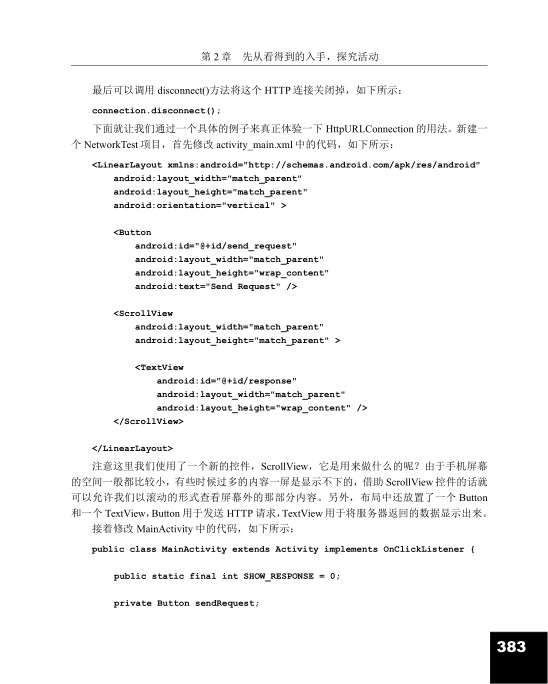 第 2 章　先从看得到的入手，探究活动
最后可以调用 disconnect()方法将这个 HTTP 连接关闭掉，如下所示：
connection.disconnect();
下面就让我们通过一个具体的例子来真正体验一下 HttpURLConnection 的用法。新建一
个 NetworkTest 项目，首先修改 activity_main.xml 中的代码，如下所示：
<LinearLayout xmlns:android="http://schemas.android.com/apk/res/android"
android:layout_width="match_parent"
android:layout_height="match_parent"
android:orientation="vertical" >
<Button
android:id="@+id/send_request"
android:layout_width="match_parent"
android:layout_height="wrap_content"
android:text="Send Request" />
<ScrollView
android:layout_width="match_parent"
android:layout_height="match_parent" >
<TextView
android:id="@+id/response"
android:layout_width="match_parent"
android:layout_height="wrap_content" />
</ScrollView>
</LinearLayout>
注意这里我们使用了一个新的控件，ScrollView，它是用来做什么的呢？由于手机屏幕
的空间一般都比较小，有些时候过多的内容一屏是显示不下的，借助 ScrollView 控件的话就
可以允许我们以滚动的形式查看屏幕外的那部分内容。另外，布局中还放置了一个 Button
和一个 TextView，Button 用于发送 HTTP 请求，TextView 用于将服务器返回的数据显示出来。
接着修改 MainActivity 中的代码，如下所示：
public class MainActivity extends Activity implements OnClickListener {
public static final int SHOW_RESPONSE = 0;
private Button sendRequest;
383